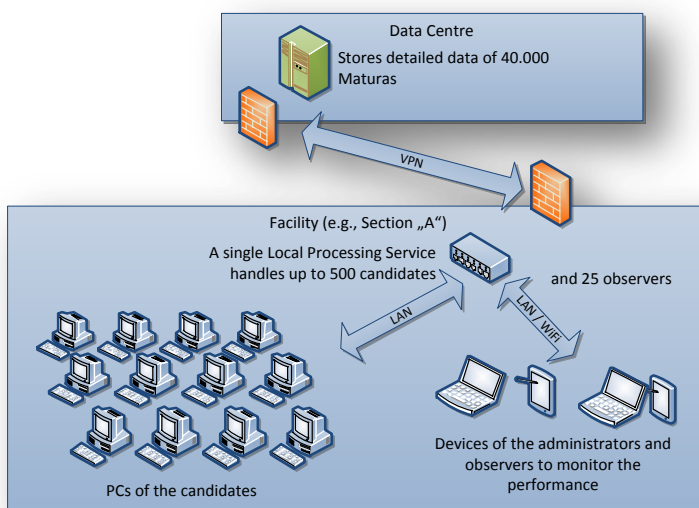 Data Centre
Stores detailed data of 40.000
Maturas
VPN
Facility (e.g., Section „A“)
A single Local Processing Service
handles up to 500 candidates
and 25 observers
LAN
LAN / WiFi
PCs of the candidates
Devices of the administrators and
observers to monitor the
performance